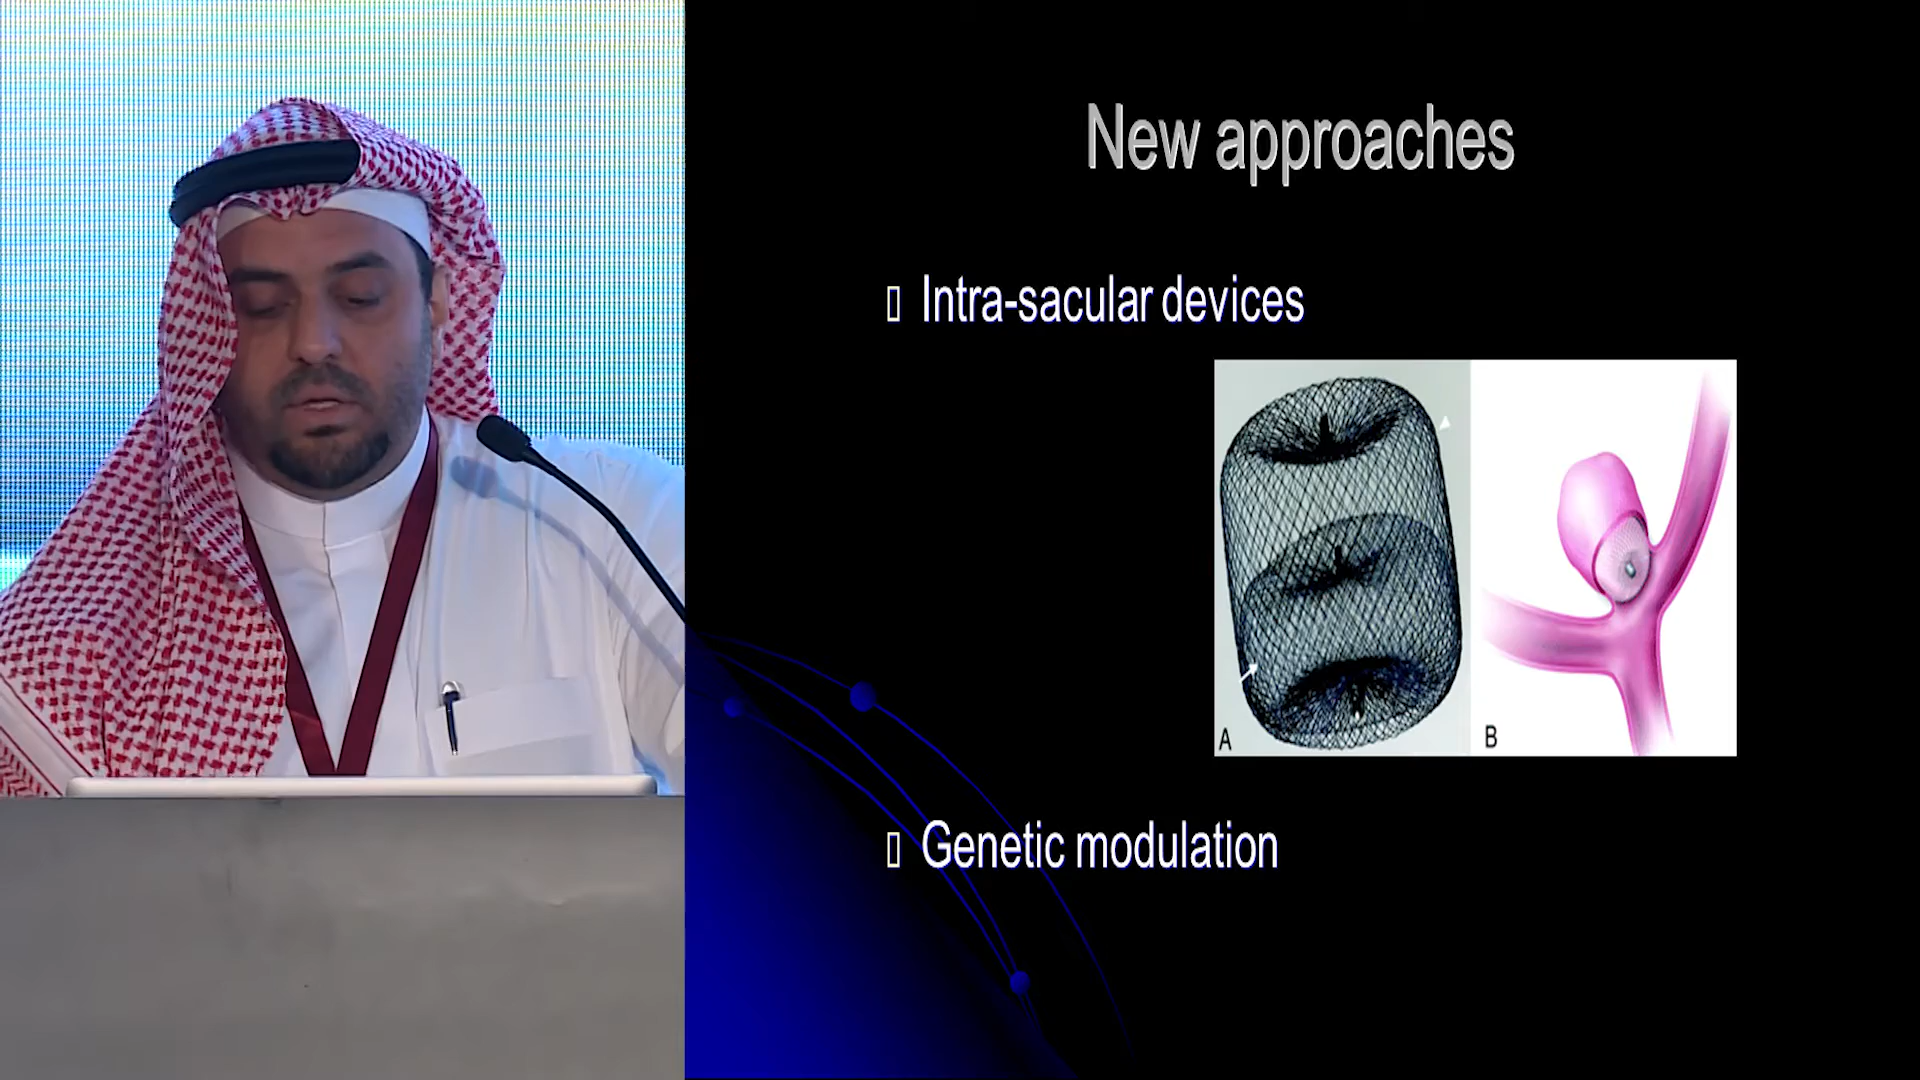 New approaches
Intra-sacular devices
A
B
Genetic modulation